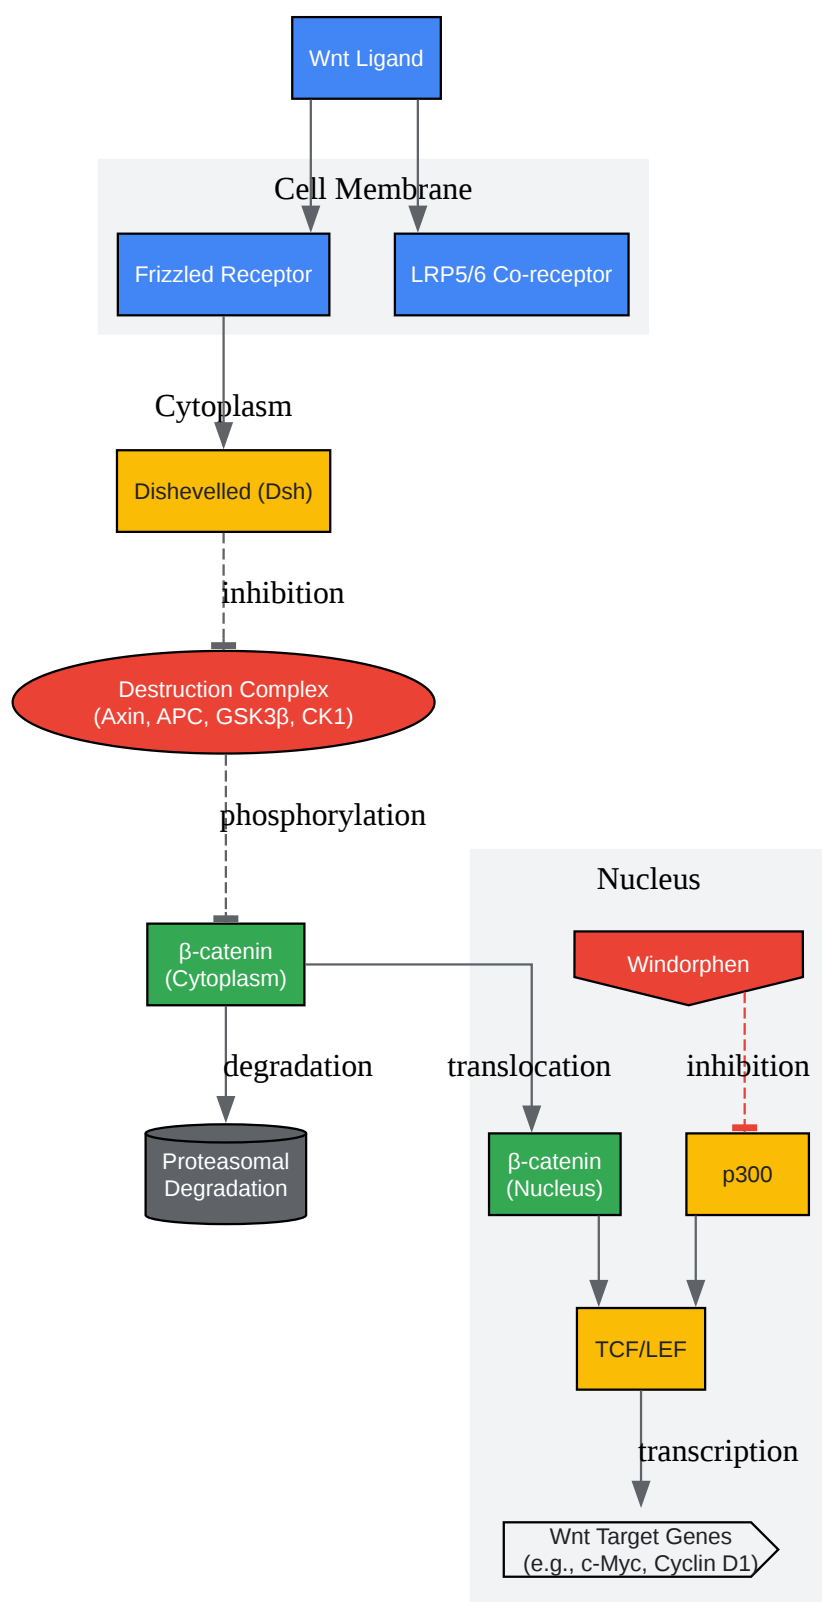 Wnt Ligand
Cell Membrane
Frizzled Receptor
LRP5/6 Co-receptor
Cytoplasm
Dishevelled (Dsh)
inhibition
Destruction Complex
(Axin, APC, GSK3β, CK1)
phosphorylation
Nucleus
β-catenin
(Cytoplasm)
Windorphen
degradation
translocation
inhibition
Proteasomal
Degradation
β-catenin
(Nucleus)
p300
TCF/LEF
transcription
Wnt Target Genes
(e.g., c-Myc, Cyclin D1)